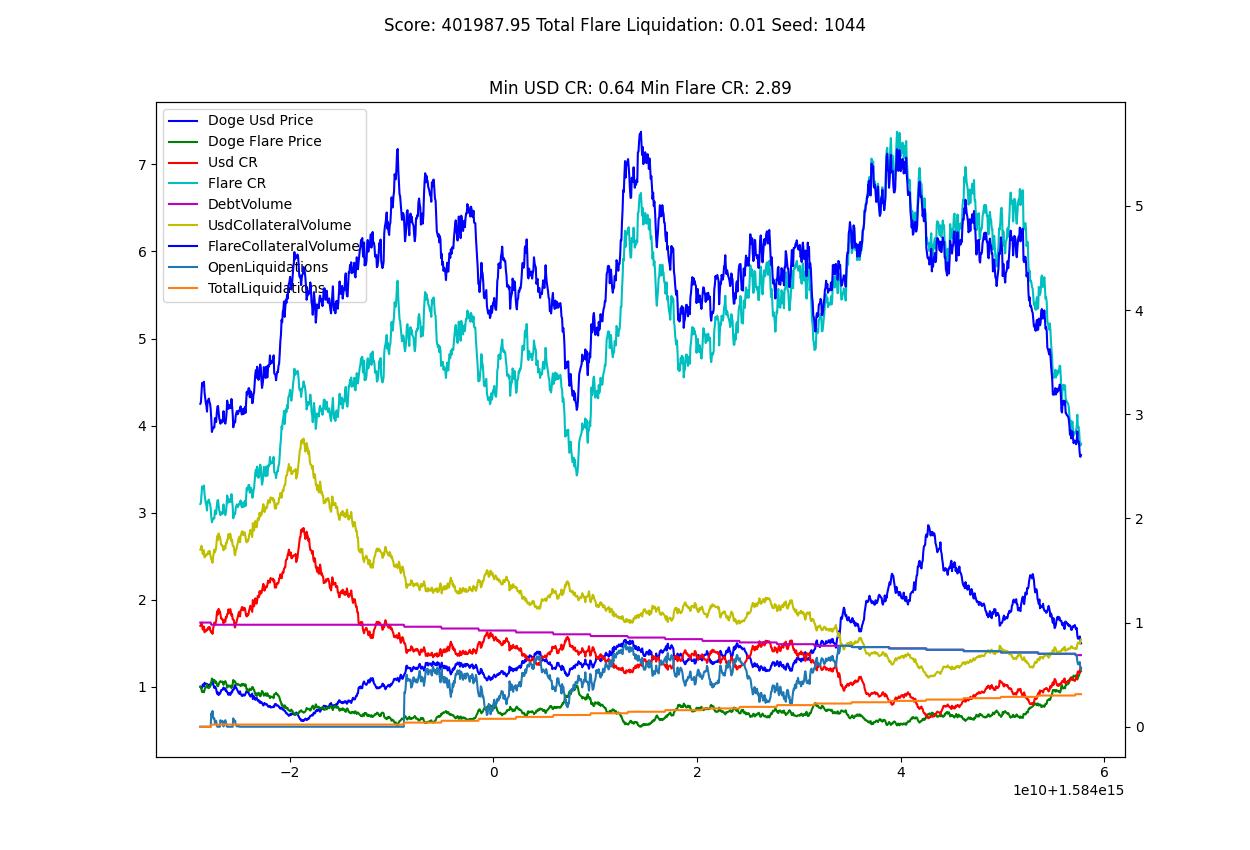 Score: 401987.95 Total Flare Liquidation: 0.01 Seed: 1044
Min USD CR: 0.64 Min Flare CR: 2.89
Doge Usd Price
Doge Flare Price
Usd CR
Flare CR
DebtVolume
UsdCollateralVolume
FlareCollateralVolume
OpenLiquidations
TotalLiquidations
7
6
5
4
3
2
1
5
4
3
2
1
0
−2
0
2
4
6
1e10+1.584e15